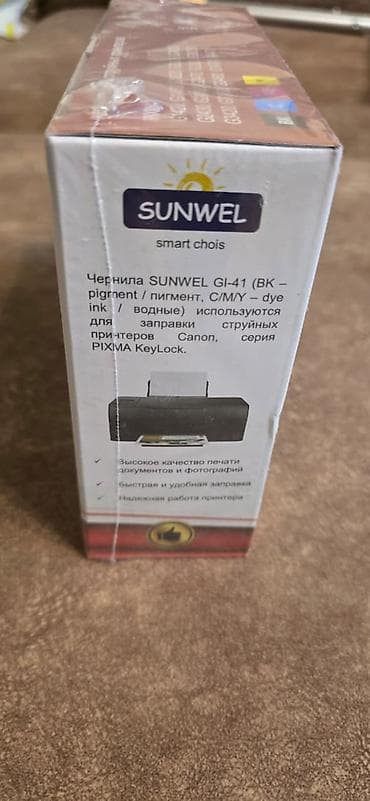 SUNWEL
smart chois
Чернила SUNWEL GI-41 (BK –
pigment / пигмент, C/M/Y – dye
ink / водные) используются
для заправки струйных
принтеров Canon, серия
PIXMA KeyLock.
Высокое качество печати
документов и фотографий
Быстрая и удобная заправка
Надежная работа принтера